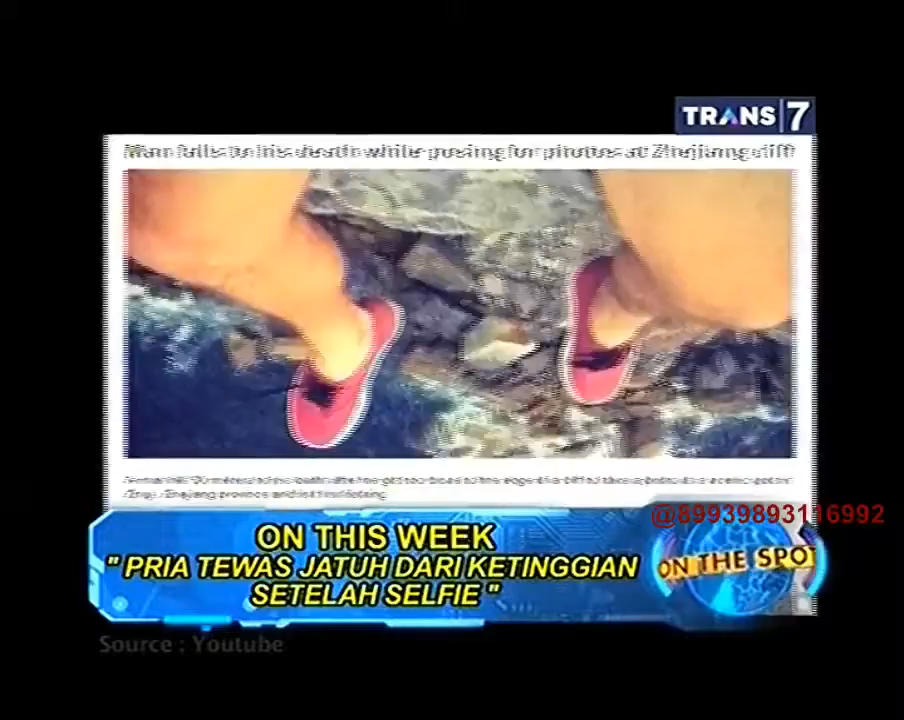 TRANS|7
Man falls to his death while posing for photos at Zhejiang cliff
@89939893116992
ON THIS WEEK
" PRIA TEWAS JATUH DARI KETINGGIAN
SETELAH SELFIE "
ON THE SPOT
Source : Youtube